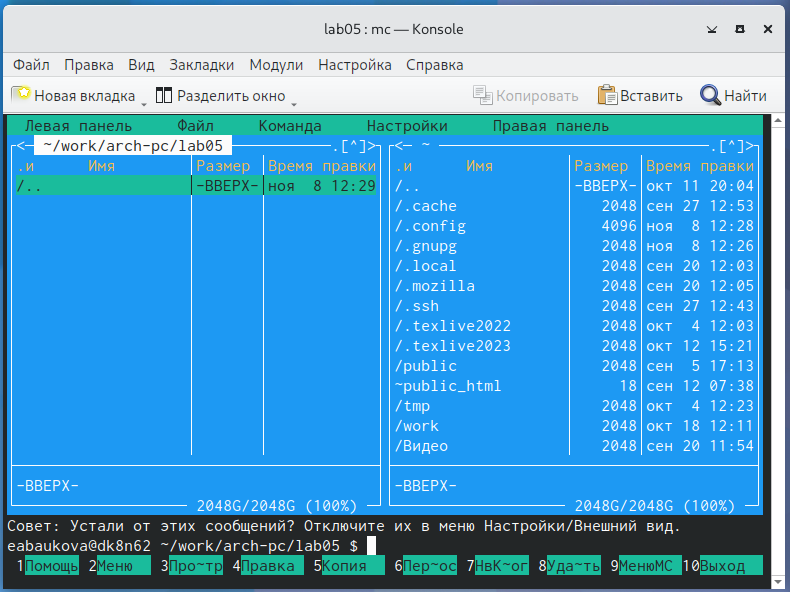 lab05 : mc — Konsole
Файл Правка Вид Закладки Модули Настройка Справка
Новая вкладка Разделить окно Копировать Вставить Найти
Левая панель Файл Команда Настройки Правая панель
<─ ~/work/arch-pc/lab05 .[^]> <─ ~ .[^]>
.и Имя Размер Время правки .и Имя Размер Время правки
/.. -ВВЕРХ- ноя 8 12:29 /.. -ВВЕРХ- окт 11 20:04
/.cache 2048 сен 27 12:53
/.config 4096 ноя 8 12:28
/.gnupg 2048 ноя 8 12:26
/.local 2048 сен 20 12:03
/.mozilla 2048 сен 20 12:05
/.ssh 2048 сен 27 12:43
/.texlive2022 2048 окт 4 12:03
/.texlive2023 2048 окт 12 15:21
/public 2048 сен 5 17:13
~public_html 18 сен 12 07:38
/tmp 2048 окт 4 12:23
/work 2048 окт 18 12:11
/Видео 2048 сен 20 11:54
-ВВЕРХ- -ВВЕРХ-
2048G/2048G (100%) 2048G/2048G (100%)
Совет: Устали от этих сообщений? Отключите их в меню Настройки/Внешний вид.
eabaukova@dk8n62 ~/work/arch-pc/lab05 $
1Помощь 2Меню 3Про~тр 4Правка 5Копия 6Пер~ос 7НвК~ог 8Уда~ть 9МенюМС 10Выход